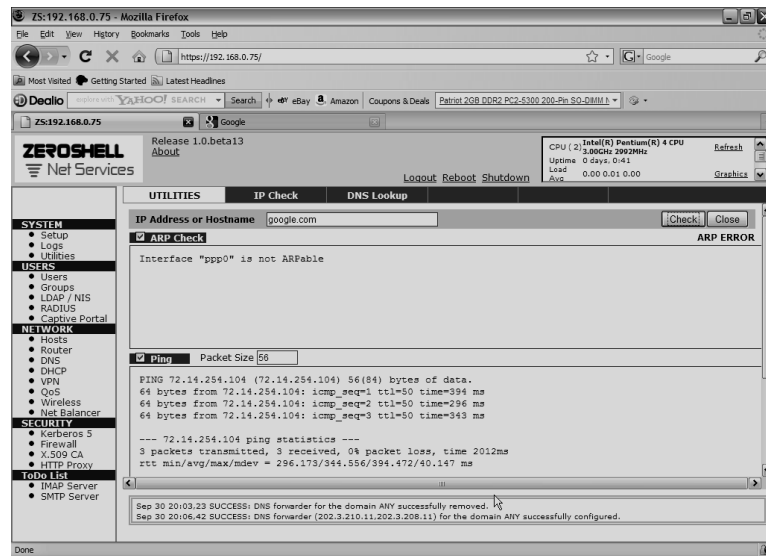 ZS:192.168.0.75 - Mozilla Firefox
File Edit View History Bookmarks Tools Help
https://192.168.0.75/
G Google
Most Visited Getting Started Latest Headlines
Dealio explore with YAHOO! SEARCH Search eBay Amazon Coupons & Deals Patriot 2GB DDR2 PC2-5300 200-Pin SO-DIMM
ZS:192.168.0.75 Google
ZEROSHELL
Net Services
Release 1.0.beta13
About
Logout Reboot Shutdown
CPU (2) Intel(R) Pentium(R) 4 CPU 3.00GHz 2992MHz
Uptime 0 days, 0:41
Load Avg 0.00 0.01 0.00
Refresh
Graphics
UTILITIES IP Check DNS Lookup
IP Address or Hostname google.com Check Close
ARP Check ARP ERROR
Interface "ppp0" is not ARPable
SYSTEM
Setup
Logs
Utilities
USERS
Users
Groups
LDAP / NIS
RADIUS
Captive Portal
NETWORK
Hosts
Router
DNS
DHCP
VPN
QoS
Wireless
Net Balancer
SECURITY
Kerberos 5
Firewall
X.509 CA
HTTP Proxy
ToDo List
IMAP Server
SMTP Server
Ping Packet Size 56
PING 72.14.254.104 (72.14.254.104) 56(84) bytes of data.
64 bytes from 72.14.254.104: icmp_seq=1 ttl=50 time=394 ms
64 bytes from 72.14.254.104: icmp_seq=2 ttl=50 time=296 ms
64 bytes from 72.14.254.104: icmp_seq=3 ttl=50 time=343 ms
--- 72.14.254.104 ping statistics ---
3 packets transmitted, 3 received, 0% packet loss, time 2012ms
rtt min/avg/max/mdev = 296.173/344.556/394.472/40.147 ms
Sep 30 20:03,23 SUCCESS: DNS forwarder for the domain ANY successfully removed.
Sep 30 20:06,42 SUCCESS: DNS forwarder (202.3.210.11,202.3.208.11) for the domain ANY successfully configured.
Done